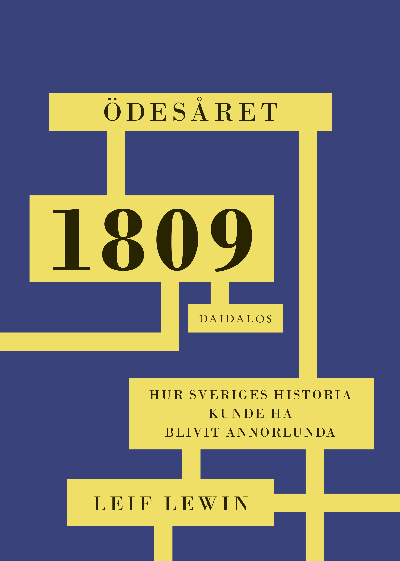 ÖDESÅRET
1809
DAIDALOS
HUR SVERIGES HISTORIA
KUNDE HA
BLIVIT ANNORLUNDA
LEIF LEWIN